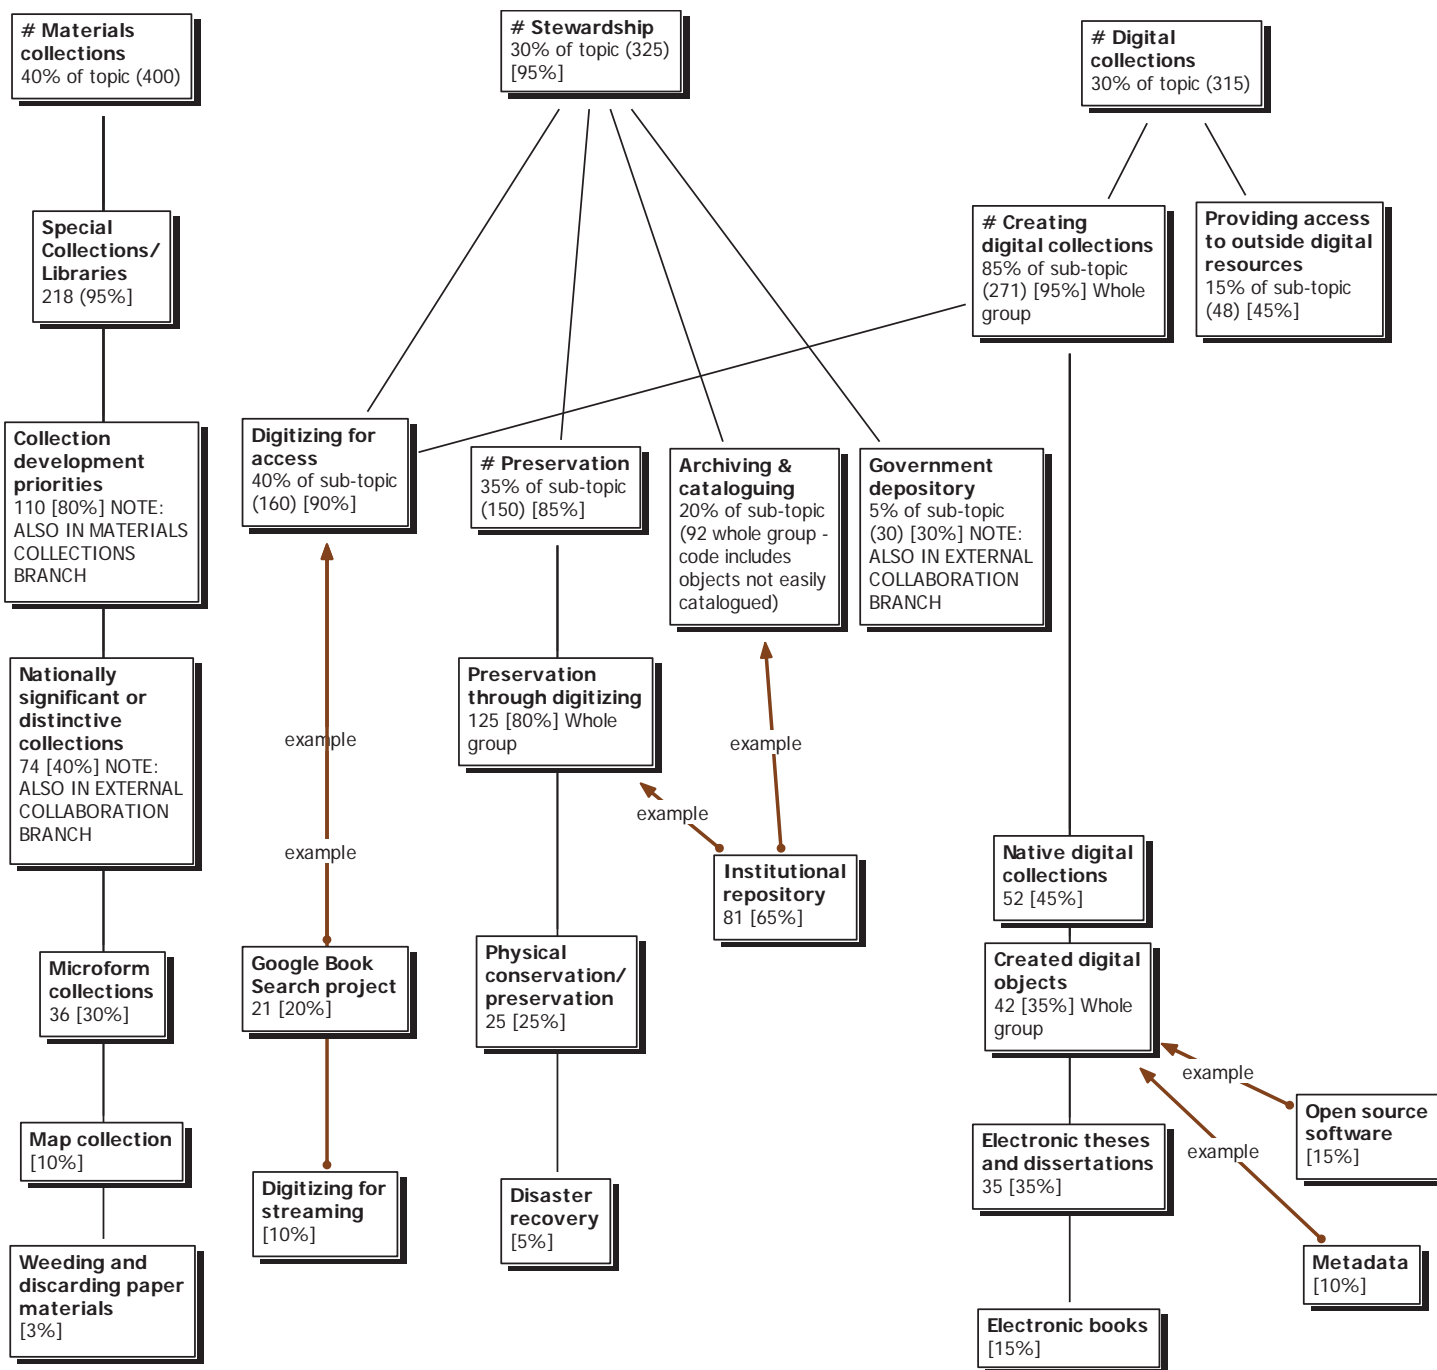 # Materials
collections
40% of topic (400)
# Stewardship
30% of topic (325)
[95%]
# Digital
collections
30% of topic (315)
Special
Collections/
Libraries
218 (95%]
# Creating
digital collections
85% of sub-topic
(271) [95%] Whole
group
Providing access
to outside digital
resources
15% of sub-topic
(48) [45%]
Collection
development
priorities
110 [80%] NOTE:
ALSO IN MATERIALS
COLLECTIONS
BRANCH
Digitizing for
access
40% of sub-topic
(160) [90%]
# Preservation
35% of sub-topic
(150) [85%]
Archiving &
cataloguing
20% of sub-topic
(92 whole group -
code includes
objects not easily
catalogued)
Government
depository
5% of sub-topic
(30) [30%] NOTE:
ALSO IN EXTERNAL
COLLABORATION
BRANCH
Nationally
significant or
distinctive
collections
74 [40%] NOTE:
ALSO IN EXTERNAL
COLLABORATION
BRANCH
Preservation
through digitizing
125 [80%] Whole
group
example
example
example
example
Institutional
repository
81 [65%]
Native digital
collections
52 [45%]
Microform
collections
36 [30%]
Google Book
Search project
21 [20%]
Physical
conservation/
preservation
25 [25%]
Created digital
objects
42 [35%] Whole
group
example
example
Open source
software
[15%]
Map collection
[10%]
Digitizing for
streaming
[10%]
Disaster
recovery
[5%]
Electronic theses
and dissertations
35 [35%]
Metadata
[10%]
Weeding and
discarding paper
materials
[3%]
Electronic books
[15%]